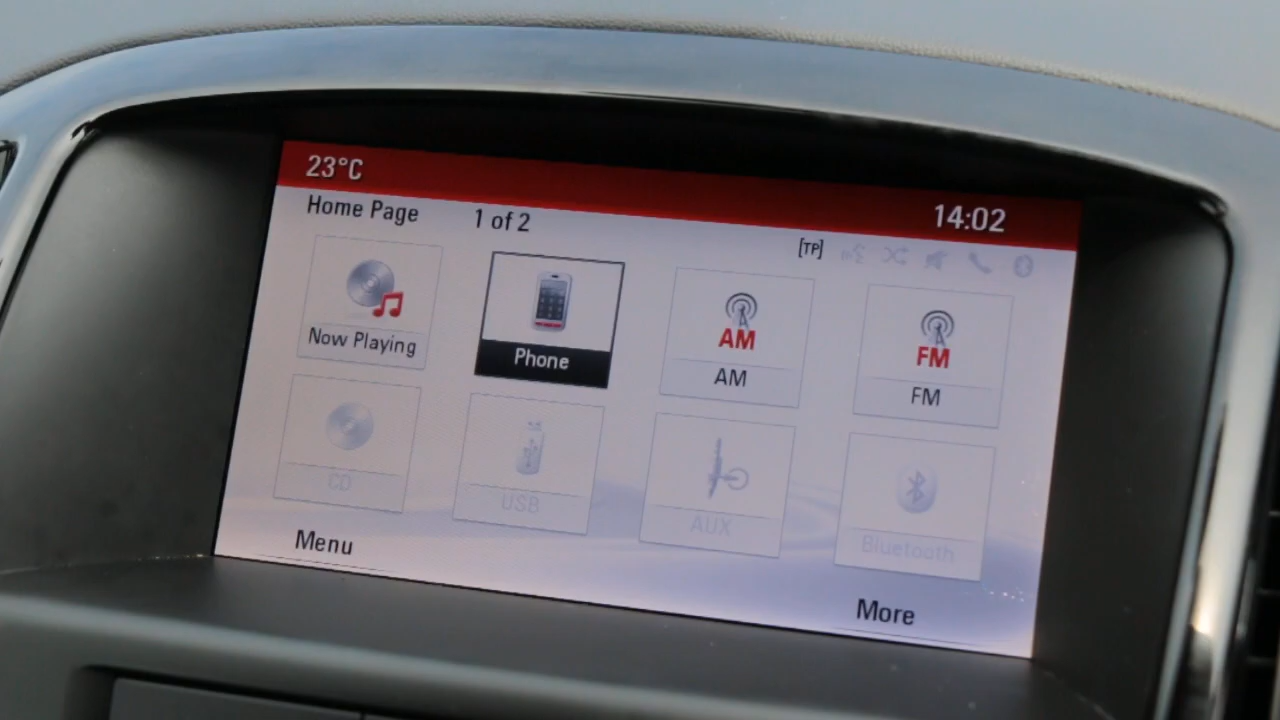 23°C
14:02
Home Page 1 of 2
[TP]
Now Playing
Phone
AM
AM
FM
FM
CD
USB
AUX
Bluetooth
Menu
More